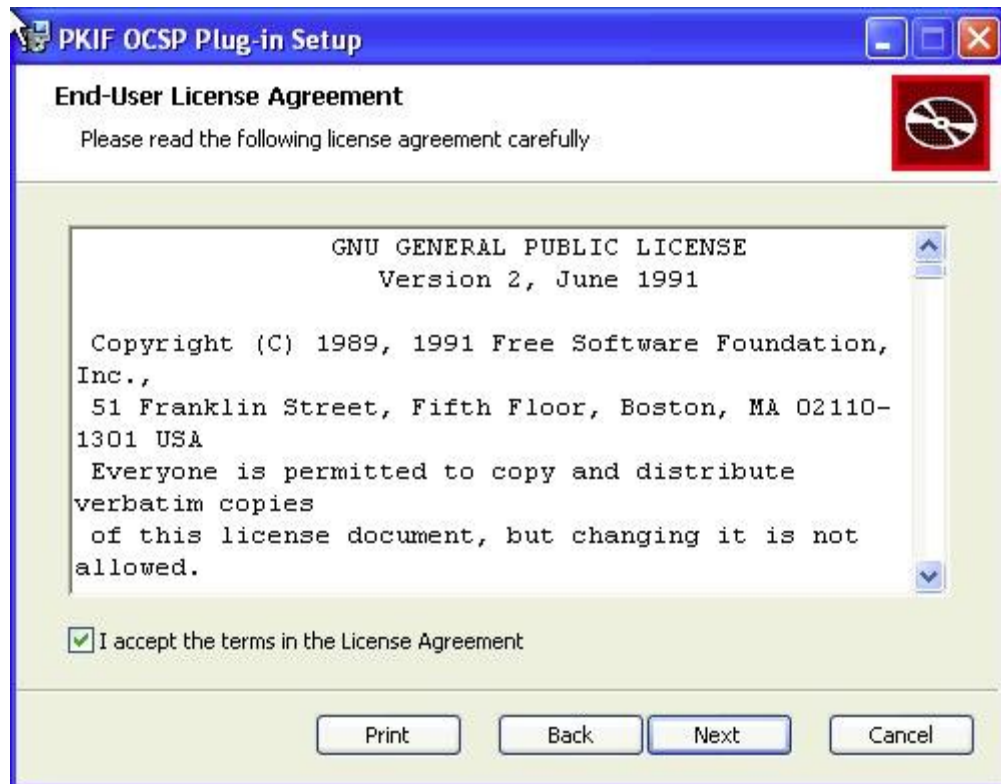 PKIF OCSP Plug-in Setup
End-User License Agreement
Please read the following license agreement carefully
GNU GENERAL PUBLIC LICENSE
Version 2, June 1991
Copyright (C) 1989, 1991 Free Software Foundation,
Inc.,
51 Franklin Street, Fifth Floor, Boston, MA 02110-
1301 USA
Everyone is permitted to copy and distribute
verbatim copies
of this license document, but changing it is not
allowed.
I accept the terms in the License Agreement
Print Back Next Cancel